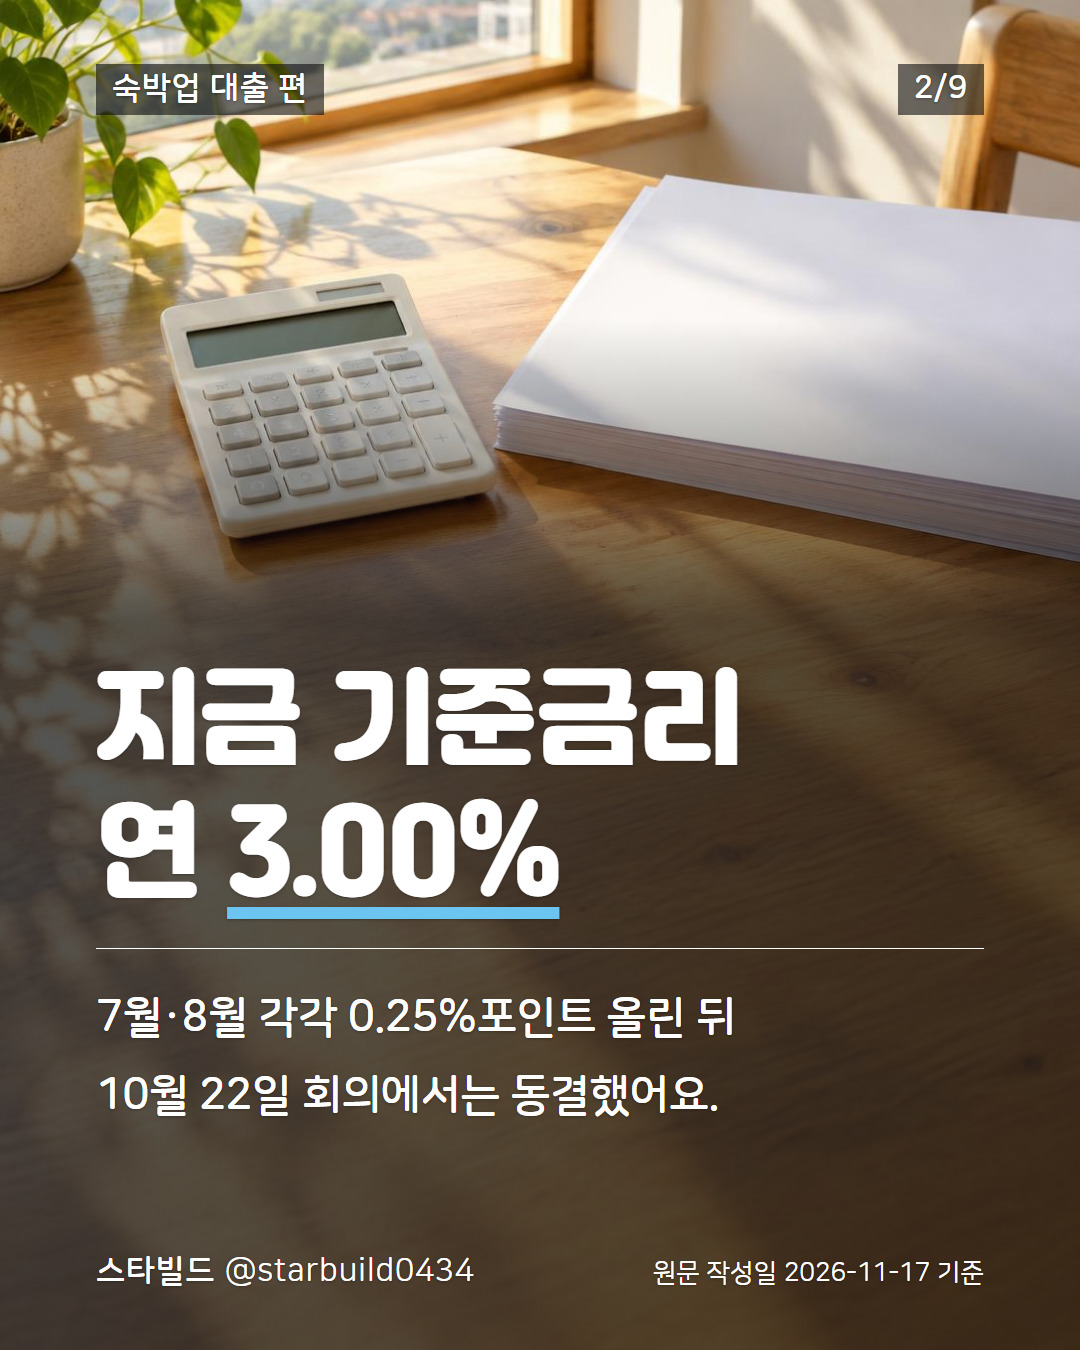 숙박업 대출 편
2/9
지금 기준금리
연 3.00%
7월·8월 각각 0.25%포인트 올린 뒤
10월 22일 회의에서는 동결했어요.
스타빌드 @starbuild0434
원문 작성일 2026-11-17 기준